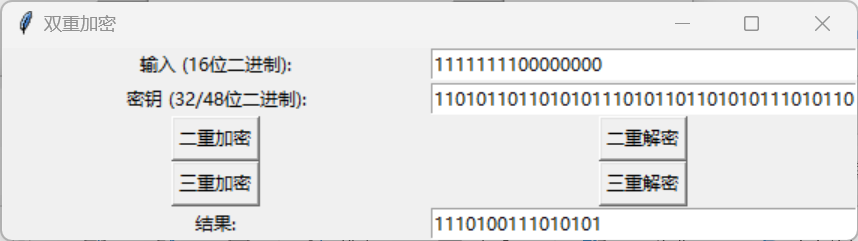 双重加密
输入 (16位二进制): 1111111100000000
密钥 (32/48位二进制): 1101011011010101110101101101010111010110
二重加密 二重解密
三重加密 三重解密
结果: 1110100111010101